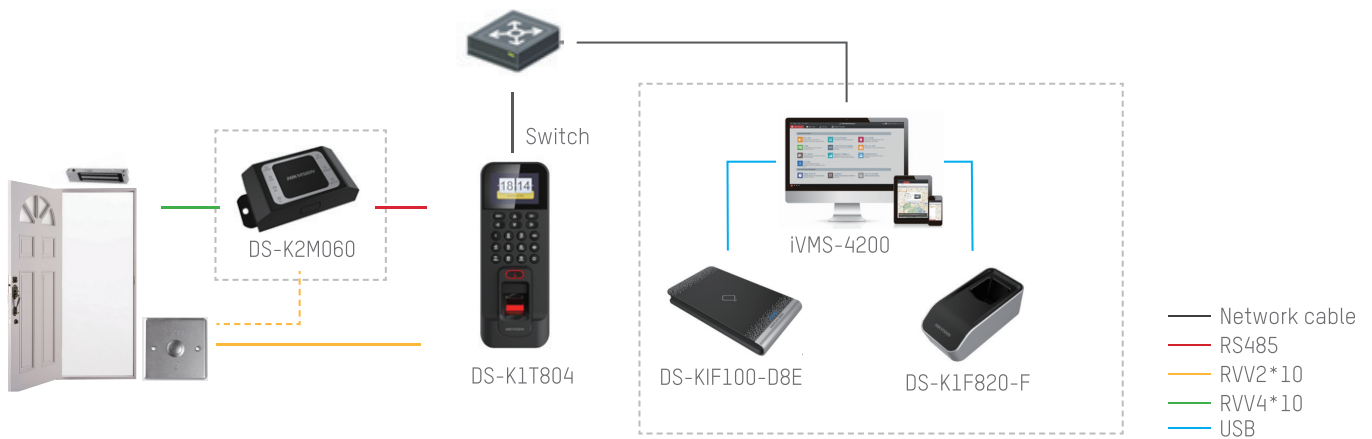 Switch
HIKVISION
18:14
DS-K2M060
iVMS-4200
DS-K1T804
DS-KIF100-D8E
DS-K1F820-F
Network cable
RS485
RVV2*10
RVV4*10
USB